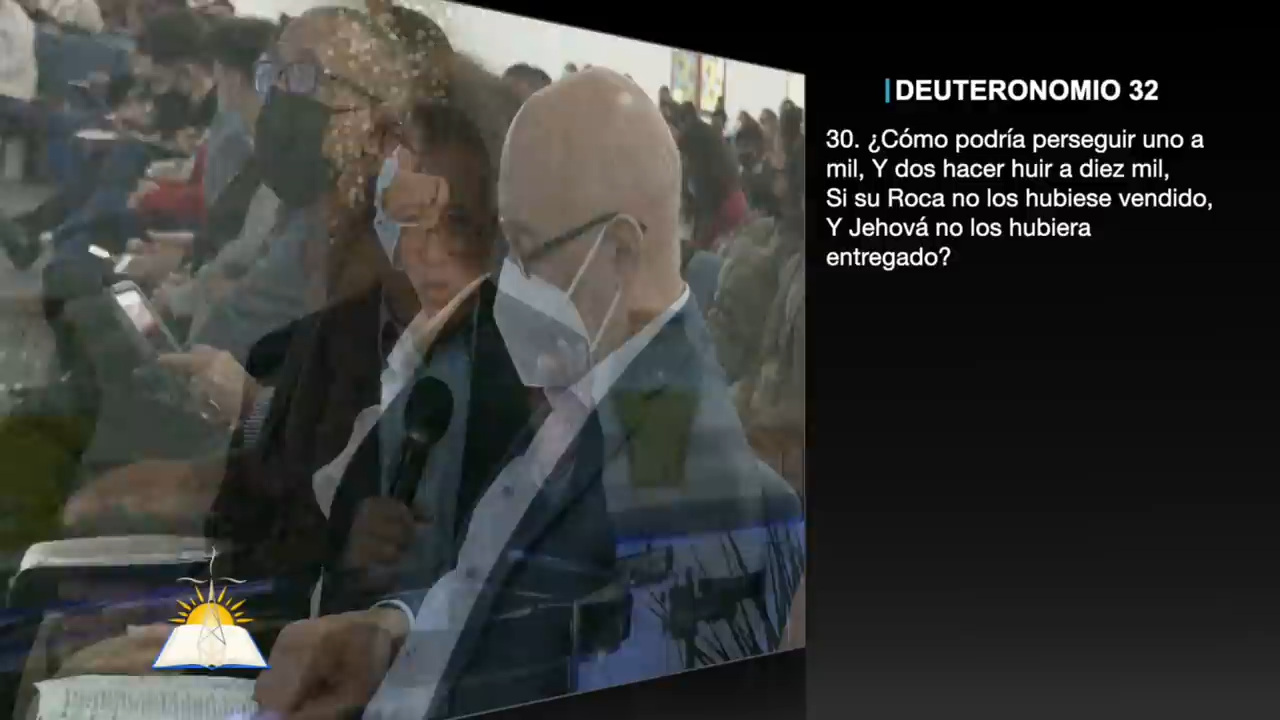 DEUTERONOMIO 32
30. ¿Cómo podría perseguir uno a
mil, Y dos hacer huir a diez mil,
Si su Roca no los hubiese vendido,
Y Jehová no los hubiera
entregado?